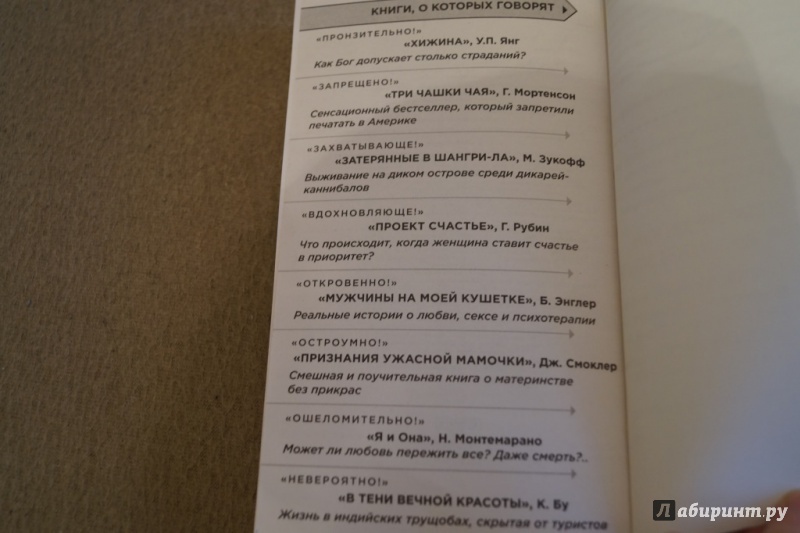 КНИГИ, О КОТОРЫХ ГОВОРЯТ
«ПРОНЗИТЕЛЬНО!»
«ХИЖИНА», У.П. Янг
Как Бог допускает столько страданий?
«ЗАПРЕЩЕНО!»
«ТРИ ЧАШКИ ЧАЯ», Г. Мортенсон
Сенсационный бестселлер, который запретили
печатать в Америке
«ЗАХВАТЫВАЮЩЕ!»
«ЗАТЕРЯННЫЕ В ШАНГРИ-ЛА», М. Зукофф
Выживание на диком острове среди дикарей-
каннибалов
«ВДОХНОВЛЯЮЩЕ!»
«ПРОЕКТ СЧАСТЬЕ», Г. Рубин
Что происходит, когда женщина ставит счастье
в приоритет?
«ОТКРОВЕННО!»
«МУЖЧИНЫ НА МОЕЙ КУШЕТКЕ», Б. Энглер
Реальные истории о любви, сексе и психотерапии
«ОСТРОУМНО!»
«ПРИЗНАНИЯ УЖАСНОЙ МАМОЧКИ», Дж. Смоклер
Смешная и поучительная книга о материнстве
без прикрас
«ОШЕЛОМИТЕЛЬНО!»
«Я и Она», Н. Монтемарано
Может ли любовь пережить все? Даже смерть?..
«НЕВЕРОЯТНО!»
«В ТЕНИ ВЕЧНОЙ КРАСОТЫ», К. Бу
Жизнь в индийских трущобах, скрытая от туристов
Лабиринт.ру